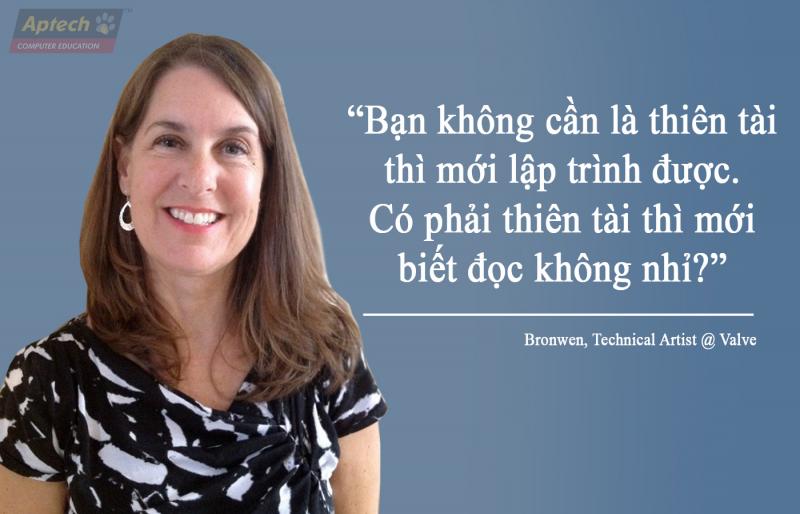 Aptech
COMPUTER EDUCATION
“Bạn không cần là thiên tài
thì mới lập trình được.
Có phải thiên tài thì mới
biết đọc không nhỉ?”
Bronwen, Technical Artist @ Valve